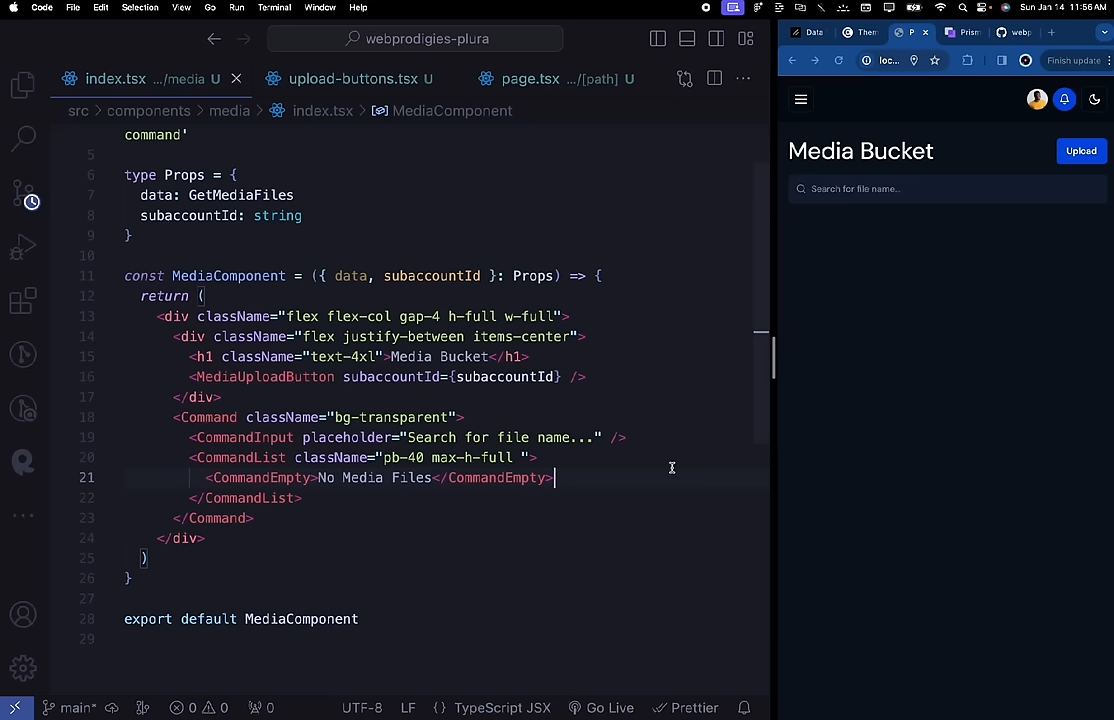 Code File Edit Selection View Go Run Terminal Window Help Sun Jan 14 11:56 AM
webprodigies-plura
index.tsx .../media U upload-buttons.tsx U page.tsx .../[path] U
src > components > media > index.tsx > MediaComponent
command'
5
6 type Props = {
7 data: GetMediaFiles
8 subaccountId: string
9 }
10
11 const MediaComponent = ({ data, subaccountId }: Props) => {
12 return (
13 <div className="flex flex-col gap-4 h-full w-full">
14 <div className="flex justify-between items-center">
15 <h1 className="text-4xl">Media Bucket</h1>
16 <MediaUploadButton subaccountId={subaccountId} />
17 </div>
18 <Command className="bg-transparent">
19 <CommandInput placeholder="Search for file name..." />
20 <CommandList className="pb-40 max-h-full ">
21 <CommandEmpty>No Media Files</CommandEmpty>
22 </CommandList>
23 </Command>
24 </div>
25 )
26 }
27
28 export default MediaComponent
29
main* 0 0 0 UTF-8 LF {} TypeScript JSX Go Live Prettier
Data Them P Prism webp
loc... Finish update
Media Bucket
Upload
Search for file name...